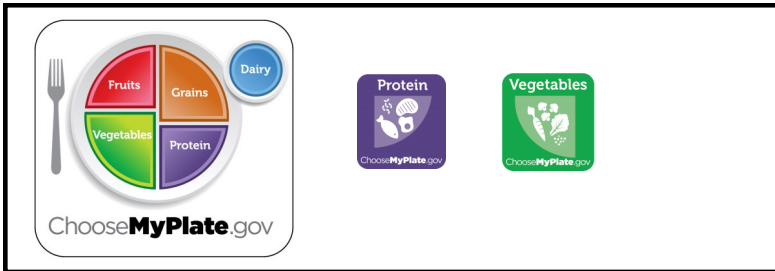 Fruits
Grains
Dairy
Vegetables
Protein
ChooseMyPlate.gov
Protein
ChooseMyPlate.gov
Vegetables
ChooseMyPlate.gov